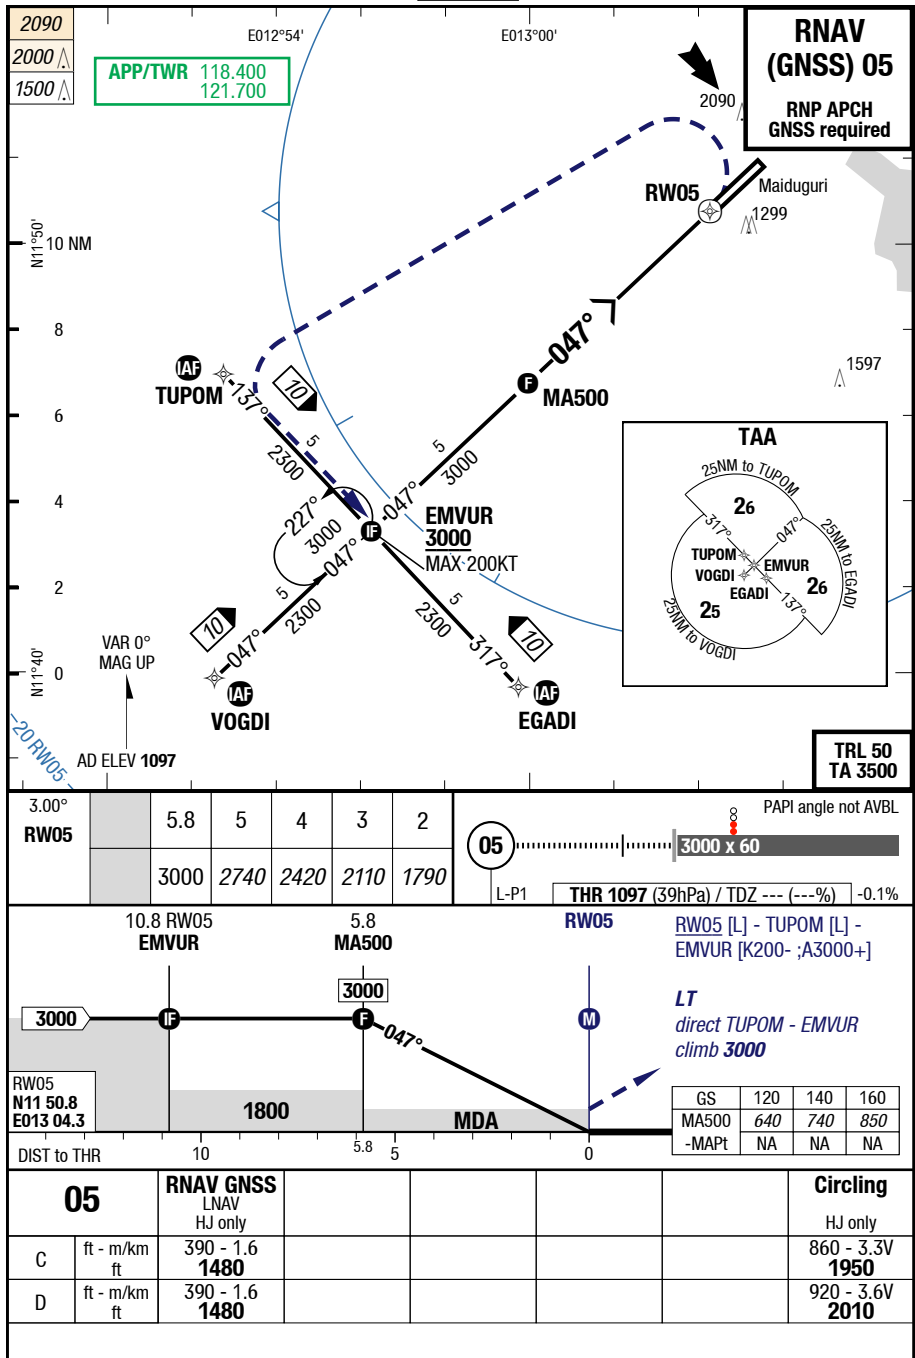 2090
2000
1500
E012°54'
E013°00'
APP/TWR 118.400
121.700
RNAV
(GNSS) 05
RNP APCH
GNSS required
2090
RW05
Maiduguri
1299
N11°50'
10 NM
8
6
4
2
0
N11°40'
IAF
TUPOM
137°
10
5
2300
047°
F
MA500
1597
5
3000
047°
227°
3000
047°
IF
EMVUR
3000
MAX 200KT
5
2300
047°
10
IAF
VOGDI
5
2300
317°
10
IAF
EGADI
TAA
25NM to TUPOM
26
317°
047°
25NM to EGADI
TUPOM
VOGDI
EMVUR
EGADI
26
137°
25
25NM to VOGDI
VAR 0°
MAG UP
AD ELEV 1097
20 RW05
TRL 50
TA 3500
3.00°
RW05
5.8 5 4 3 2
3000 2740 2420 2110 1790
PAPI angle not AVBL
05
3000 x 60
L-P1
THR 1097 (39hPa) / TDZ --- (---%)
-0.1%
10.8 RW05
EMVUR
5.8
MA500
RW05
RW05 [L] - TUPOM [L] -
EMVUR [K200- ;A3000+]
LT
direct TUPOM - EMVUR
climb 3000
3000
IF
3000
F
047°
M
RW05
N11 50.8
E013 04.3
1800
MDA
GS 120 140 160
MA500 640 740 850
-MAPt NA NA NA
DIST to THR
10
5.8
5
0
05
RNAV GNSS
LNAV
HJ only
Circling
HJ only
C
ft - m/km 390 - 1.6 860 - 3.3V
ft 1480 1950
D
ft - m/km 390 - 1.6 920 - 3.6V
ft 1480 2010